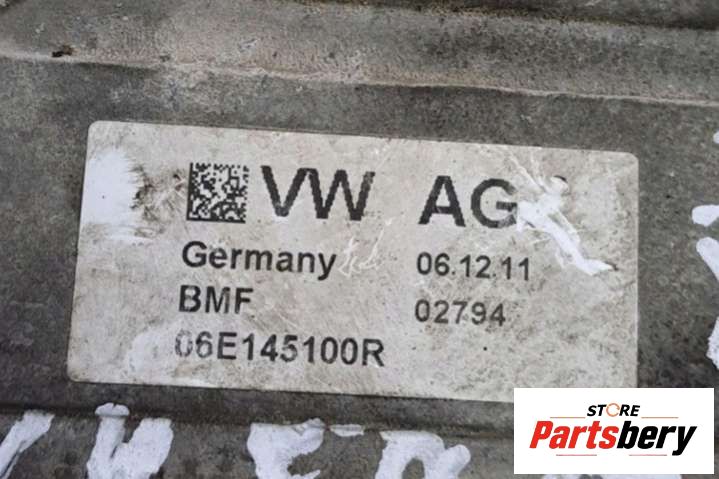 VW AG
Germany 06.12.11
BMF 02794
06E145100R
STORE
Partsbery